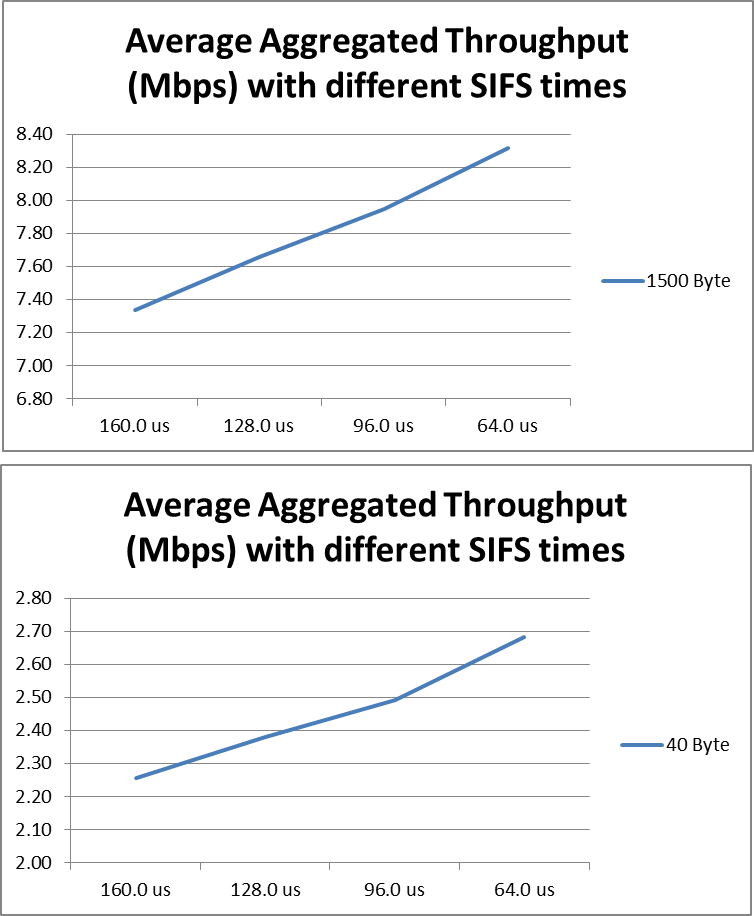 Average Aggregated Throughput
(Mbps) with different SIFS times
8.40
8.20
8.00
7.80
7.60
7.40
7.20
7.00
6.80
160.0 us 128.0 us 96.0 us 64.0 us
1500 Byte
Average Aggregated Throughput
(Mbps) with different SIFS times
2.80
2.70
2.60
2.50
2.40
2.30
2.20
2.10
2.00
160.0 us 128.0 us 96.0 us 64.0 us
40 Byte